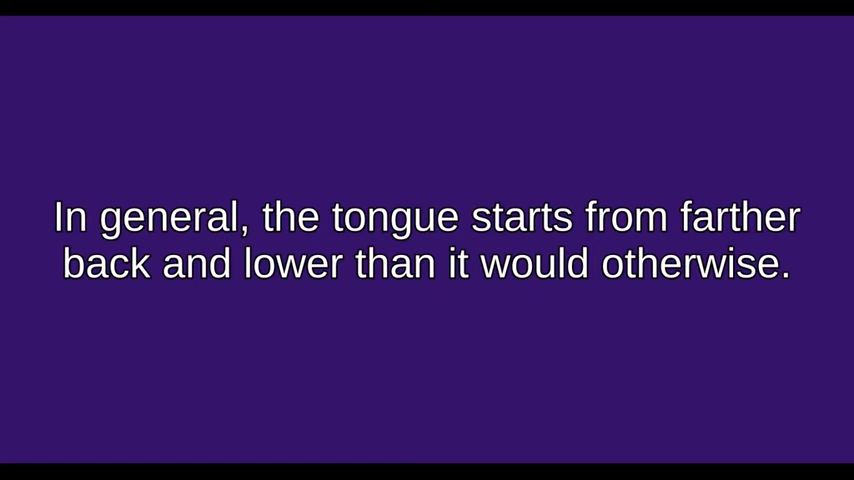 In general, the tongue starts from farther
back and lower than it would otherwise.